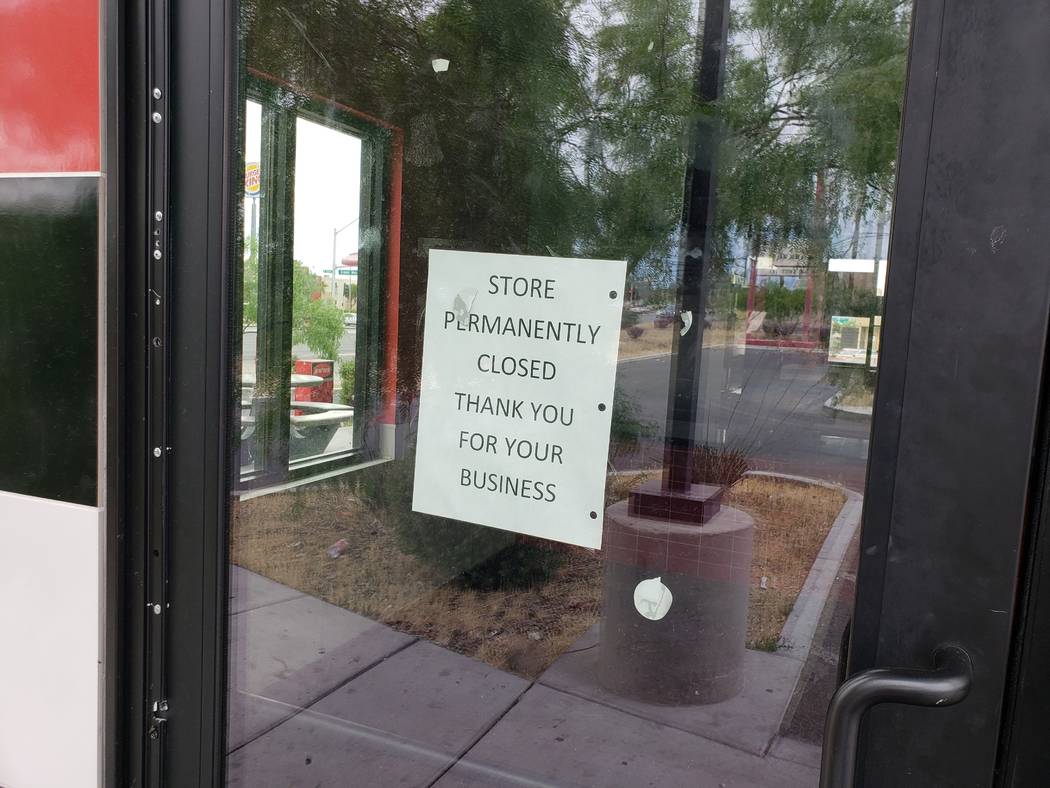 STORE
PERMANENTLY
CLOSED
THANK YOU
FOR YOUR
BUSINESS